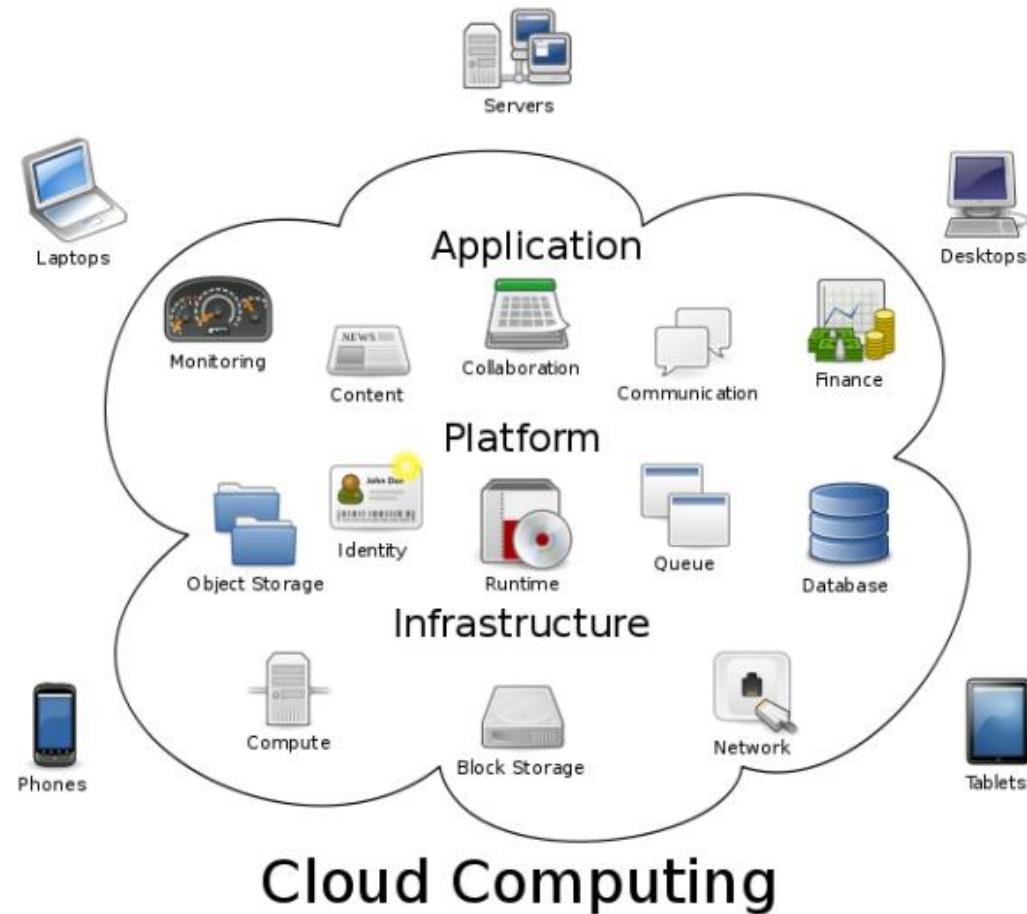 Servers
Laptops
Desktops
Application
Monitoring
NEWS
Content
Collaboration
Communication
Finance
Platform
Object Storage
John Doe
Identity
Runtime
Queue
Database
Infrastructure
Compute
Block Storage
Network
Phones
Tablets
Cloud Computing